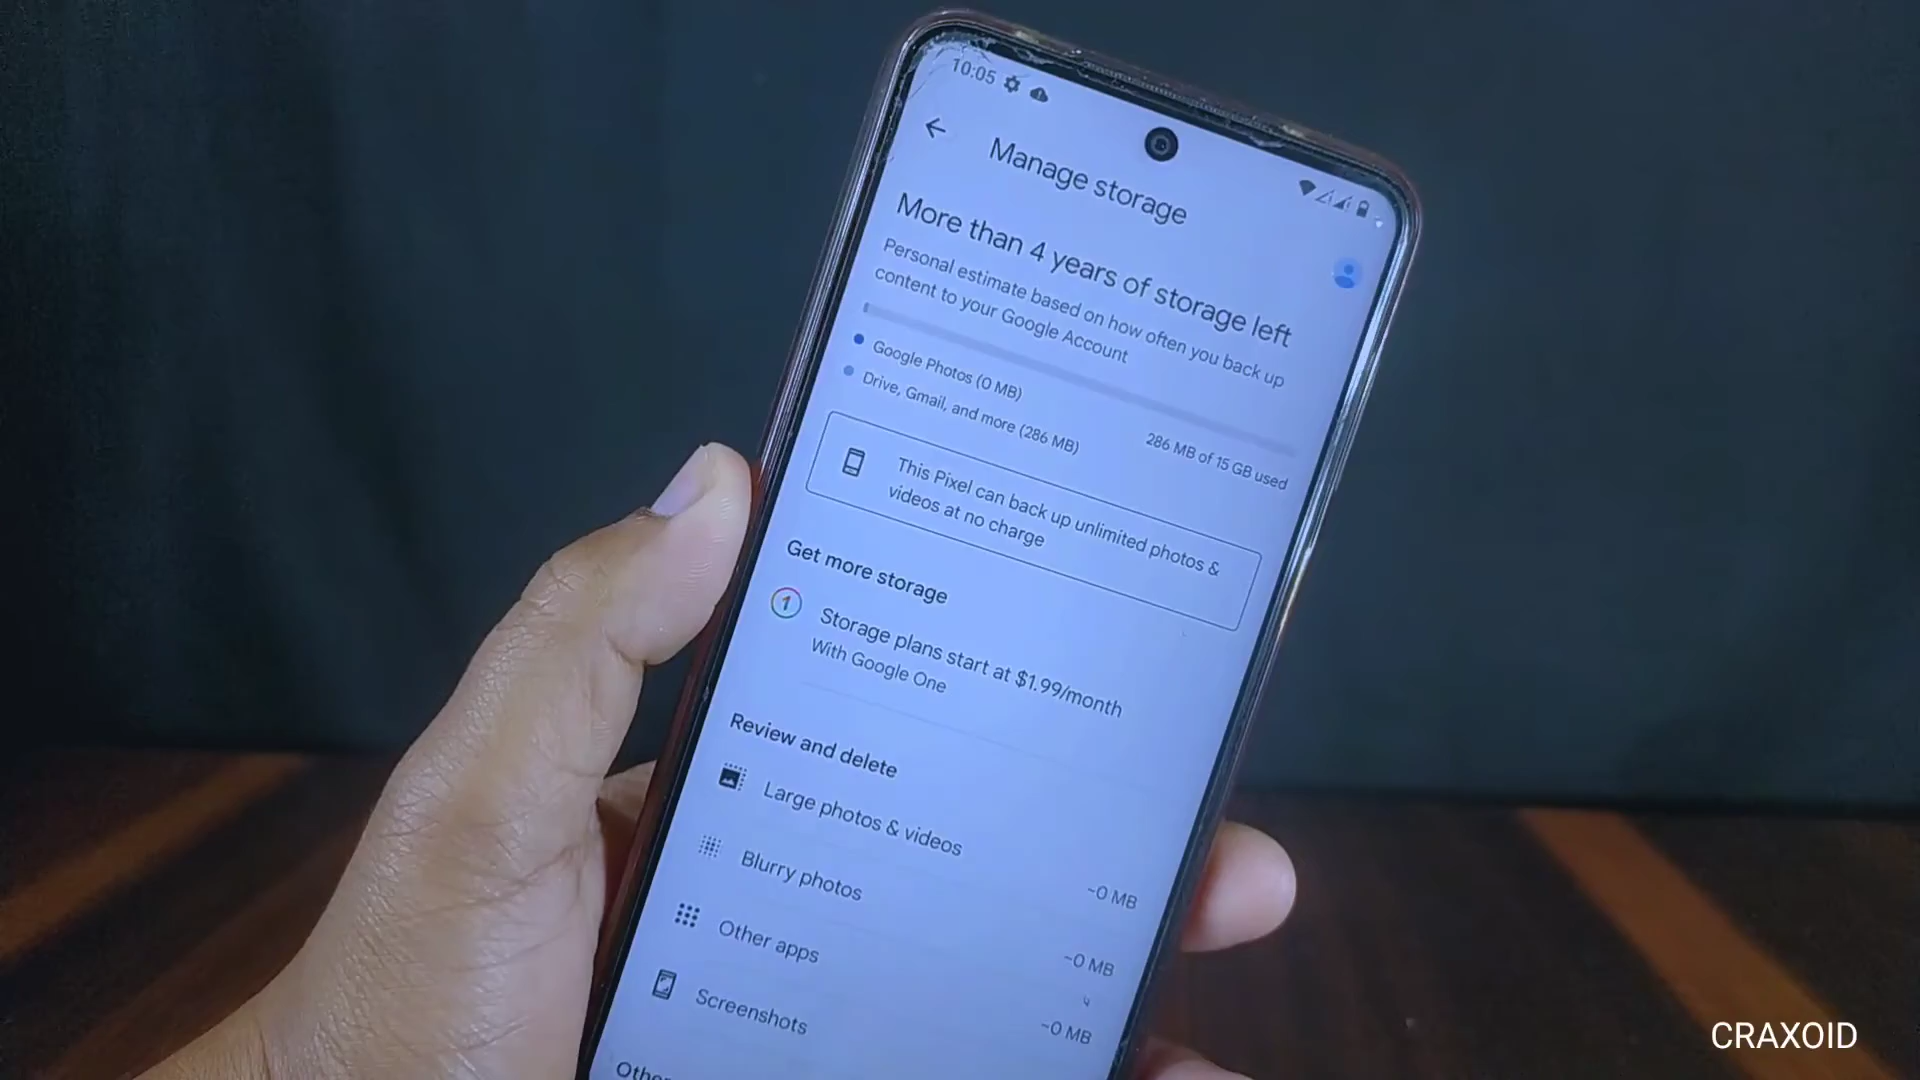 10:05
Manage storage
More than 4 years of storage left
Personal estimate based on how often you back up
content to your Google Account
Google Photos (0 MB)
Drive, Gmail, and more (286 MB)
286 MB of 15 GB used
This Pixel can back up unlimited photos &
videos at no charge
Get more storage
1
Storage plans start at $1.99/month
With Google One
Review and delete
Large photos & videos
~0 MB
Blurry photos
~0 MB
Other apps
~0 MB
Screenshots
CRAXOID